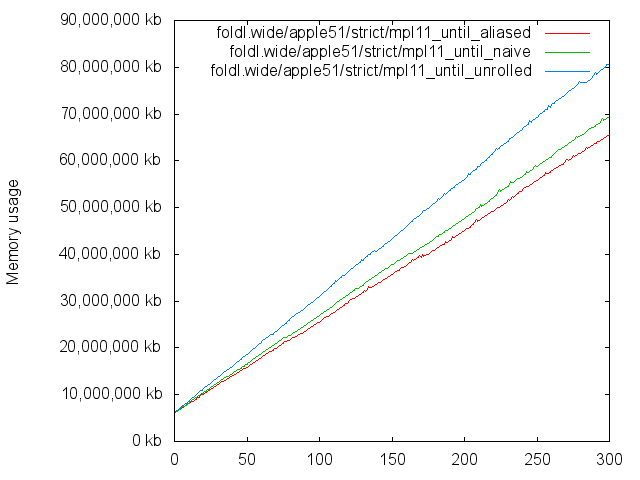 foldl.wide/apple51/strict/mpl11_until_aliased
foldl.wide/apple51/strict/mpl11_until_naive
foldl.wide/apple51/strict/mpl11_until_unrolled
90,000,000 kb
80,000,000 kb
70,000,000 kb
60,000,000 kb
50,000,000 kb
40,000,000 kb
30,000,000 kb
20,000,000 kb
10,000,000 kb
0 kb
Memory usage
0 50 100 150 200 250 300